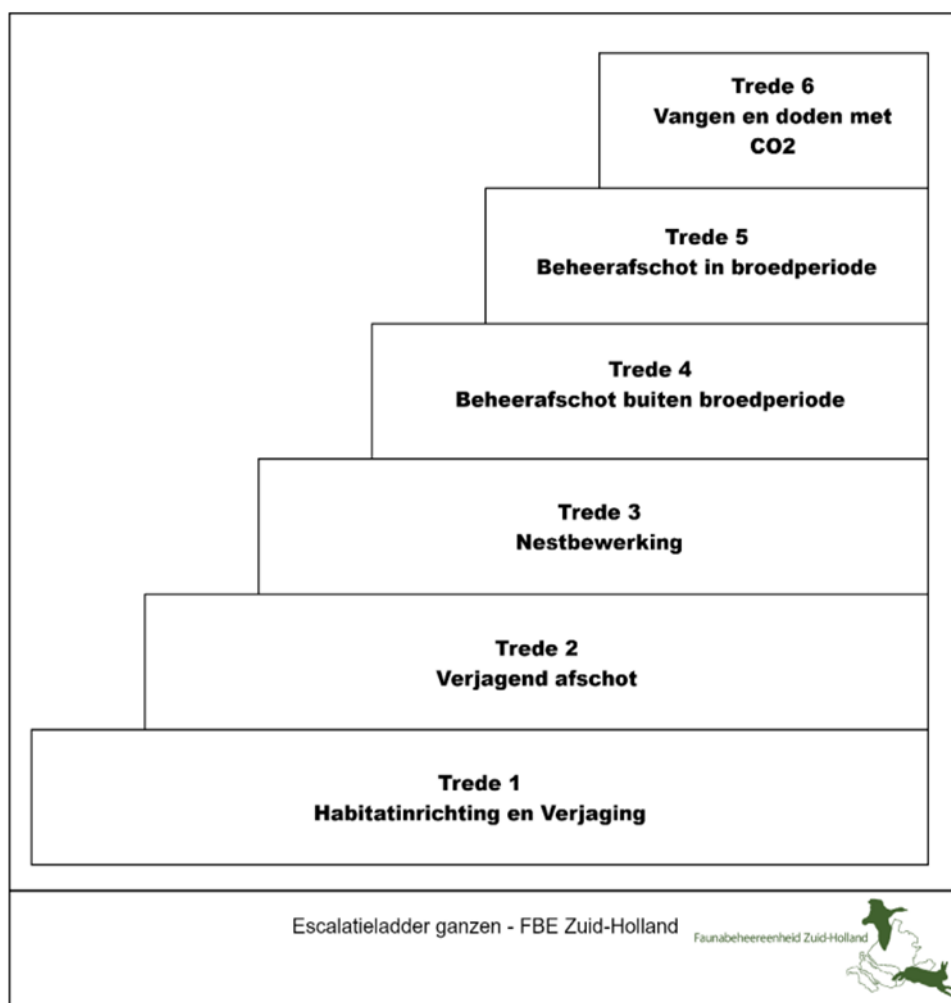 Trede 6
Vangen en doden met
CO2
Trede 5
Beheerafschot in broedperiode
Trede 4
Beheerafschot buiten broedperiode
Trede 3
Nestbewerking
Trede 2
Verjagend afschot
Trede 1
Habitatinrichting en Verjaging
Escalatieladder ganzen - FBE Zuid-Holland
Faunabeheereenheid Zuid-Holland